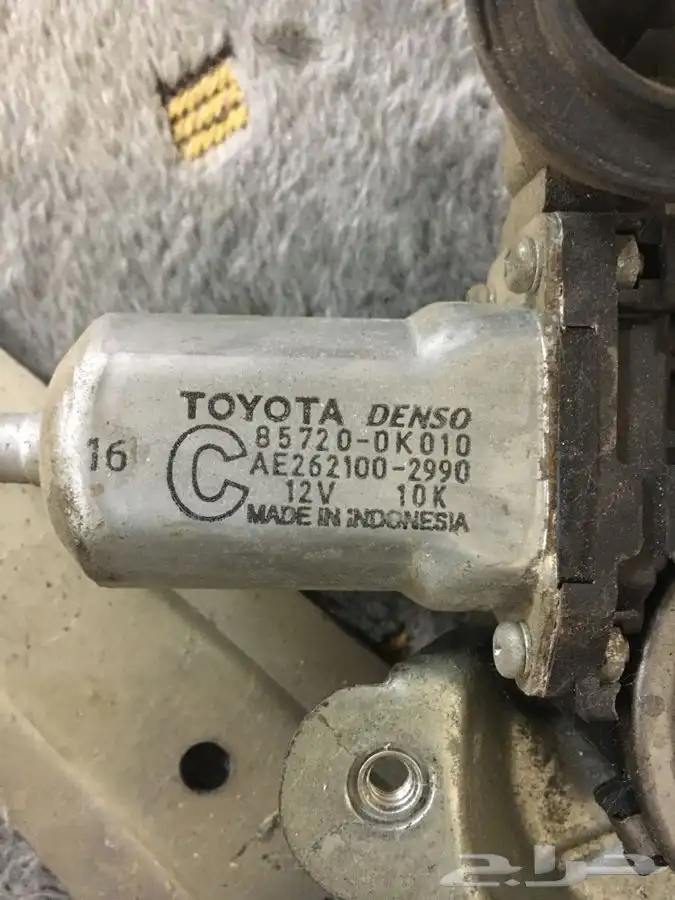 TOYOTA DENSO
85720-0K010
AE262100-2990
C
16
12V 10K
MADE IN INDONESIA
حراج